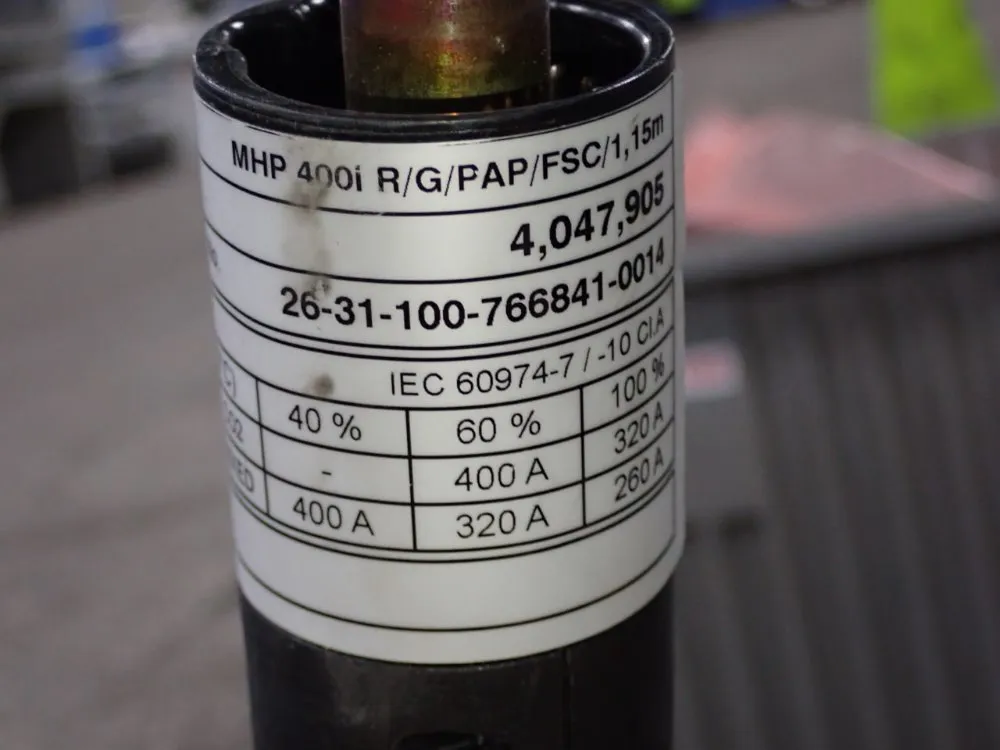 MHP 400i R/G/PAP/FSC/1,15m
4,047,905
26-31-100-766841-0014
IEC 60974-7 / -10 Cl.A
40 % 60 % 100 %
- 400 A 320 A
400 A 320 A 260 A